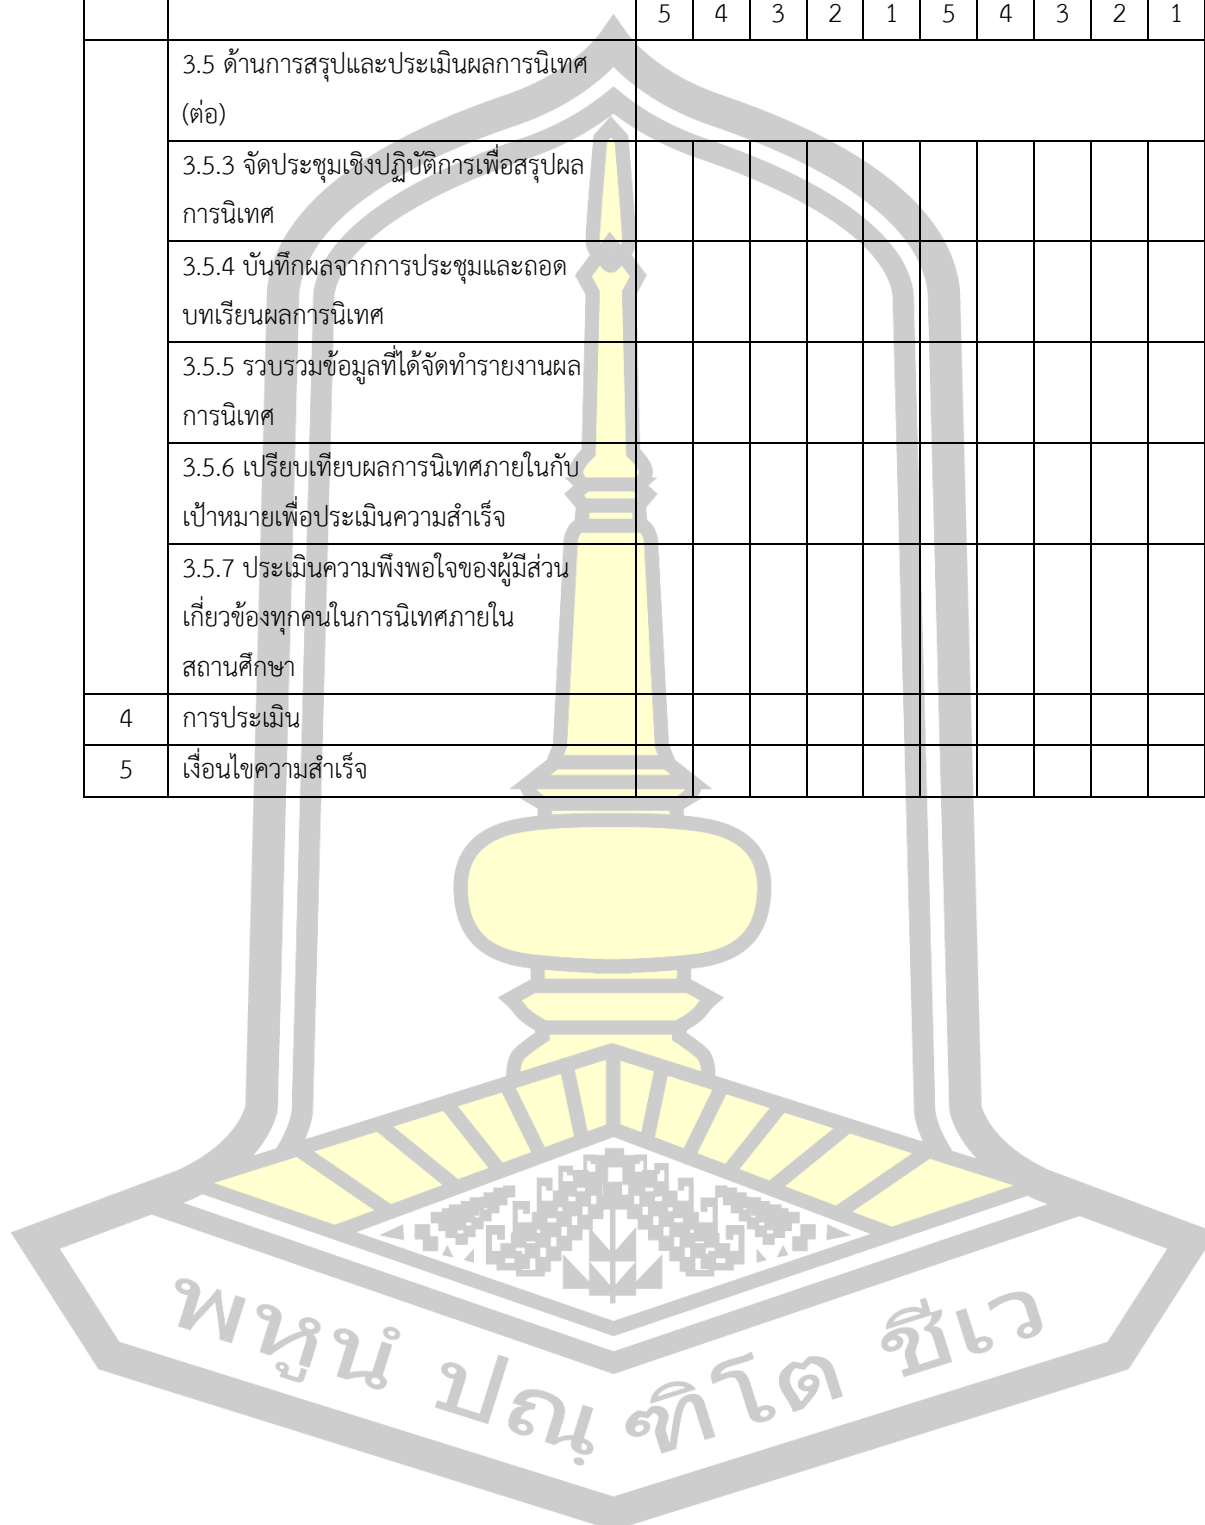 5 4 3 2 1 5 4 3 2 1
3.5 ด้านการสรุปและประเมินผลการนิเทศ
(ต่อ)
3.5.3 จัดประชุมเชิงปฏิบัติการเพื่อสรุปผล
การนิเทศ
3.5.4 บันทึกผลจากการประชุมและถอด
บทเรียนผลการนิเทศ
3.5.5 รวบรวมข้อมูลที่ได้จัดทำรายงานผล
การนิเทศ
3.5.6 เปรียบเทียบผลการนิเทศภายในกับ
เป้าหมายเพื่อประเมินความสำเร็จ
3.5.7 ประเมินความพึงพอใจของผู้มีส่วน
เกี่ยวข้องทุกคนในการนิเทศภายใน
สถานศึกษา
4 การประเมิน
5 เงื่อนไขความสำเร็จ
พหูนํ ปณฺฑิโต ชีเว